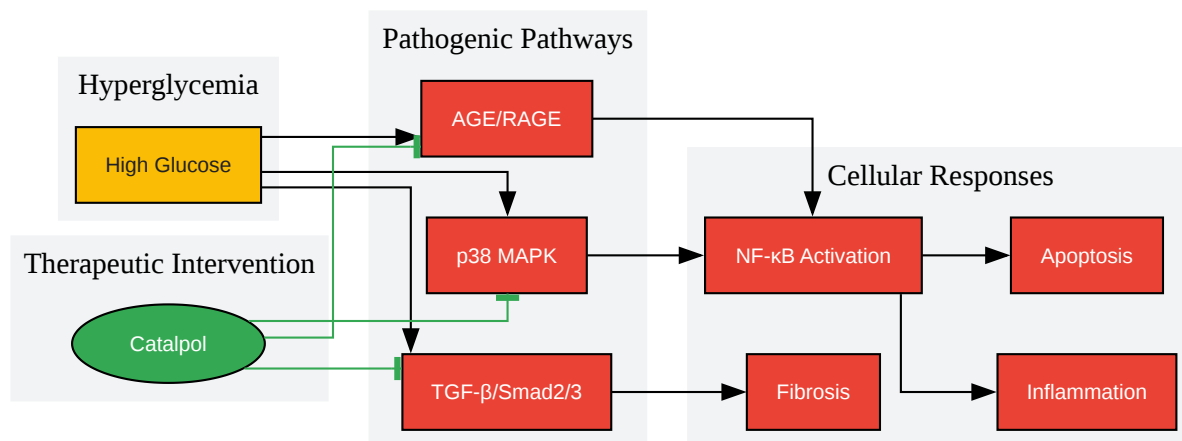 Pathogenic Pathways
Hyperglycemia
AGE/RAGE
High Glucose
Cellular Responses
Therapeutic Intervention
p38 MAPK
NF-κB Activation
Apoptosis
Catalpol
TGF-β/Smad2/3
Fibrosis
Inflammation